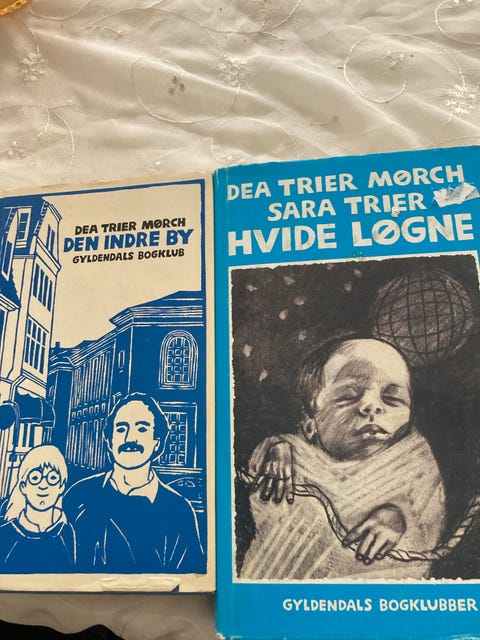 DEA TRIER MØRCH
DEN INDRE BY
GYLDENDALS BOGKLUB
DEA TRIER MØRCH
SARA TRIER
HVIDE LØGNE
GYLDENDALS BOGKLUBBER